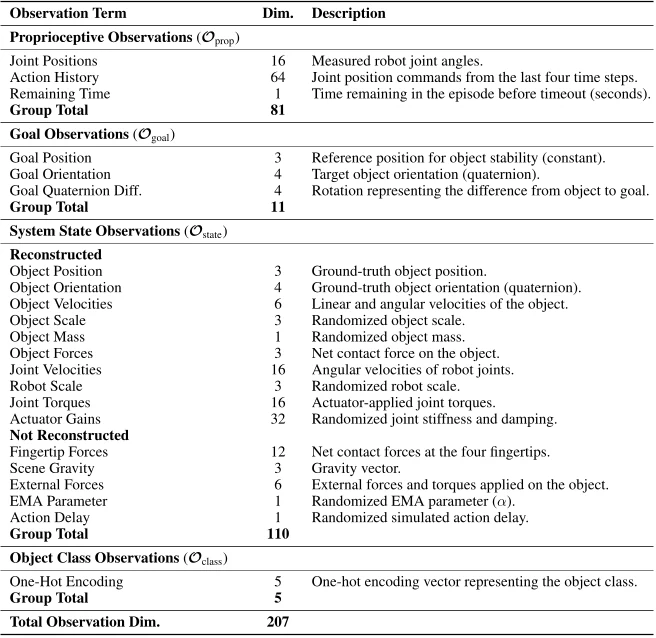 Observation Term Dim. Description
Proprioceptive Observations (𝒪prop)
Joint Positions 16 Measured robot joint angles.
Action History 64 Joint position commands from the last four time steps.
Remaining Time 1 Time remaining in the episode before timeout (seconds).
Group Total 81
Goal Observations (𝒪goal)
Goal Position 3 Reference position for object stability (constant).
Goal Orientation 4 Target object orientation (quaternion).
Goal Quaternion Diff. 4 Rotation representing the difference from object to goal.
Group Total 11
System State Observations (𝒪state)
Reconstructed
Object Position 3 Ground-truth object position.
Object Orientation 4 Ground-truth object orientation (quaternion).
Object Velocities 6 Linear and angular velocities of the object.
Object Scale 3 Randomized object scale.
Object Mass 1 Randomized object mass.
Object Forces 3 Net contact force on the object.
Joint Velocities 16 Angular velocities of robot joints.
Robot Scale 3 Randomized robot scale.
Joint Torques 16 Actuator-applied joint torques.
Actuator Gains 32 Randomized joint stiffness and damping.
Not Reconstructed
Fingertip Forces 12 Net contact forces at the four fingertips.
Scene Gravity 3 Gravity vector.
External Forces 6 External forces and torques applied on the object.
EMA Parameter 1 Randomized EMA parameter (α).
Action Delay 1 Randomized simulated action delay.
Group Total 110
Object Class Observations (𝒪class)
One-Hot Encoding 5 One-hot encoding vector representing the object class.
Group Total 5
Total Observation Dim. 207